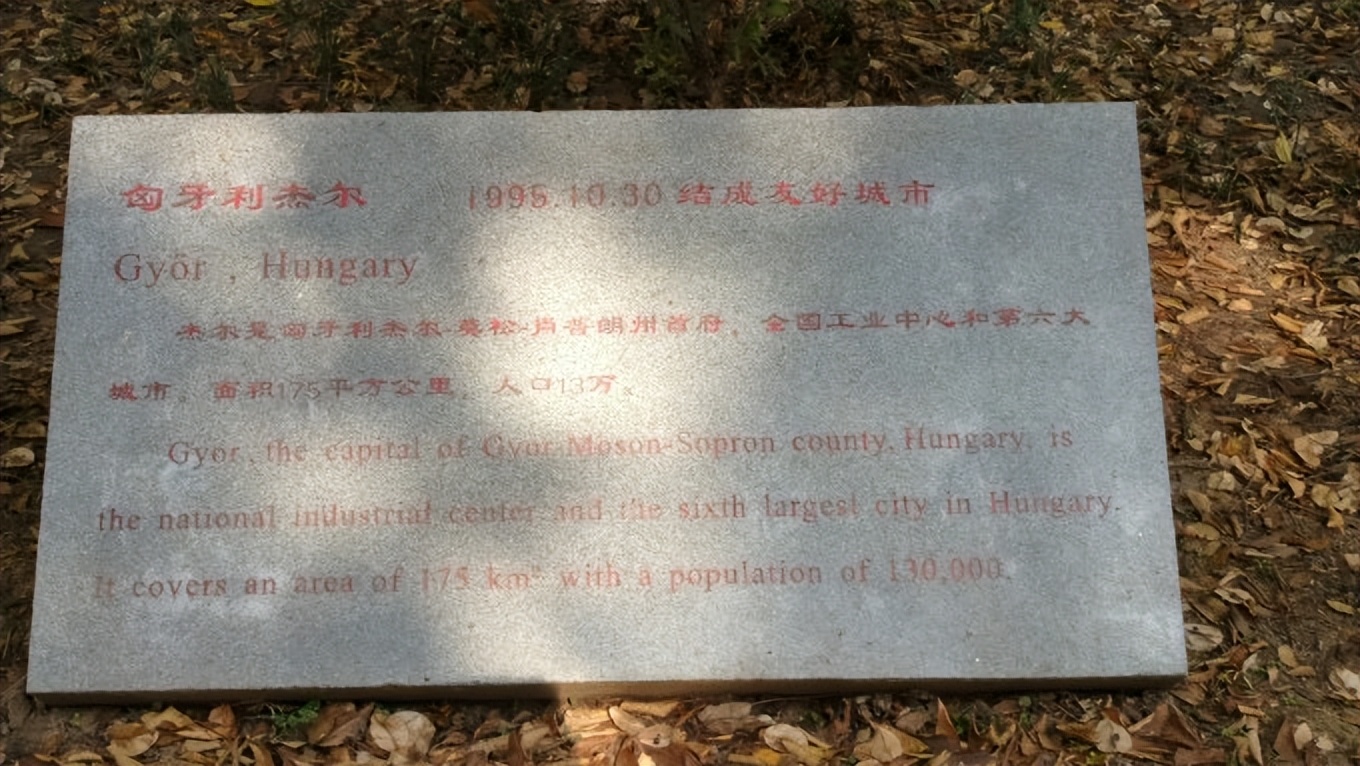 匈牙利杰尔 1995.10.30 结成友好城市
Györ , Hungary
杰尔是匈牙利杰尔-莫松-肖普朗州首府，全国工业中心和第六大
城市。面积175平方公里，人口13万。
Gyor, the capital of Gyor-Moson-Sopron county, Hungary, is
the national industrial center and the sixth largest city in Hungary.
It covers an area of 175 km² with a population of 130,000.